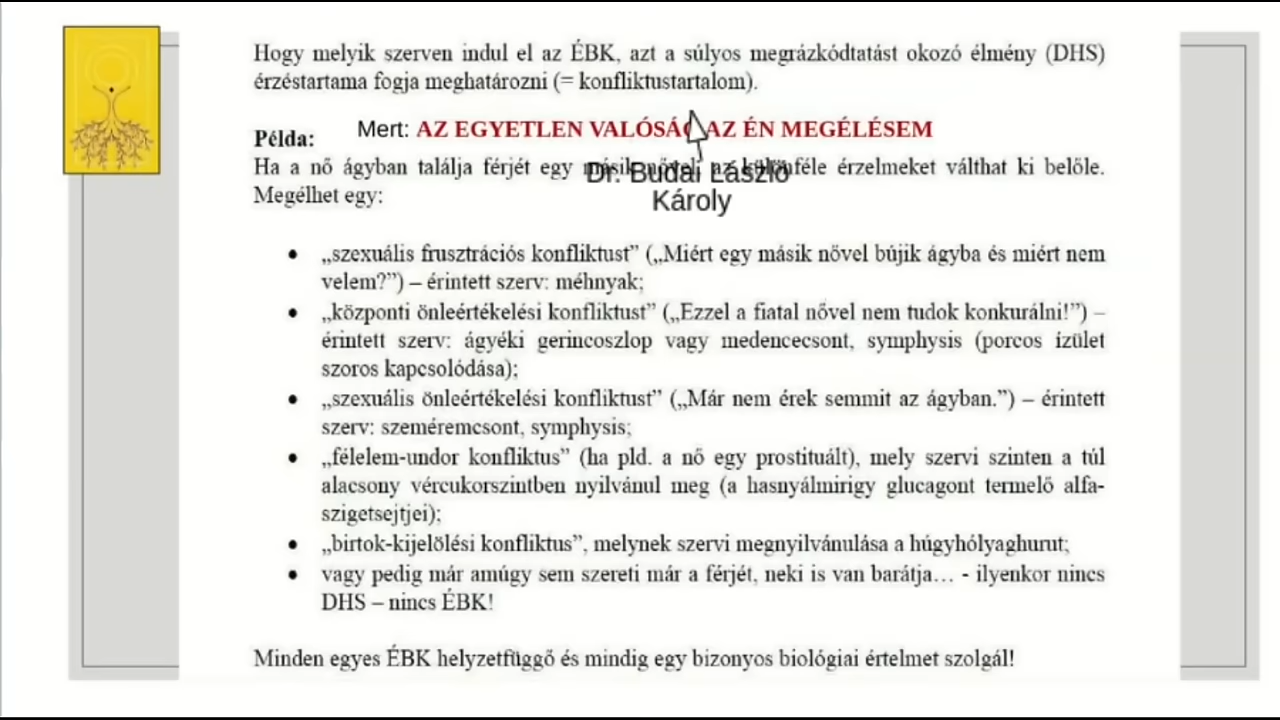 Hogy melyik szerven indul el az ÉBK, azt a súlyos megrázkódtatást okozó élmény (DHS)
érzéstartama fogja meghatározni (= konfliktustartalom).
Mert: AZ EGYETLEN VALÓSÁG AZ ÉN MEGÉLÉSEM
Példa:
Ha a nő ágyban találja férjét egy másik nővel, az különféle érzelmeket válthat ki belőle.
Dr. Budai László
Károly
Megélhet egy:
• „szexuális frusztrációs konfliktust” („Miért egy másik nővel bújik ágyba és miért nem
velem?”) – érintett szerv: méhnyak;
• „központi önleértékelési konfliktust” („Ezzel a fiatal nővel nem tudok konkurálni!”) –
érintett szerv: ágyéki gerincoszlop vagy medencecsont, symphysis (porcos ízület
szoros kapcsolódása);
• „szexuális önleértékelési konfliktust” („Már nem érek semmit az ágyban.”) – érintett
szerv: szeméremcsont, symphysis;
• „félelem-undor konfliktus” (ha pld. a nő egy prostituált), mely szervi szinten a túl
alacsony vércukorszintben nyilvánul meg (a hasnyálmirigy glucagont termelő alfa-
szigetsejtjei);
• „birtok-kijelölési konfliktus”, melynek szervi megnyilvánulása a húgyhólyaghurut;
• vagy pedig már amúgy sem szereti már a férjét, neki is van barátja… - ilyenkor nincs
DHS – nincs ÉBK!
Minden egyes ÉBK helyzetfüggő és mindig egy bizonyos biológiai értelmet szolgál!